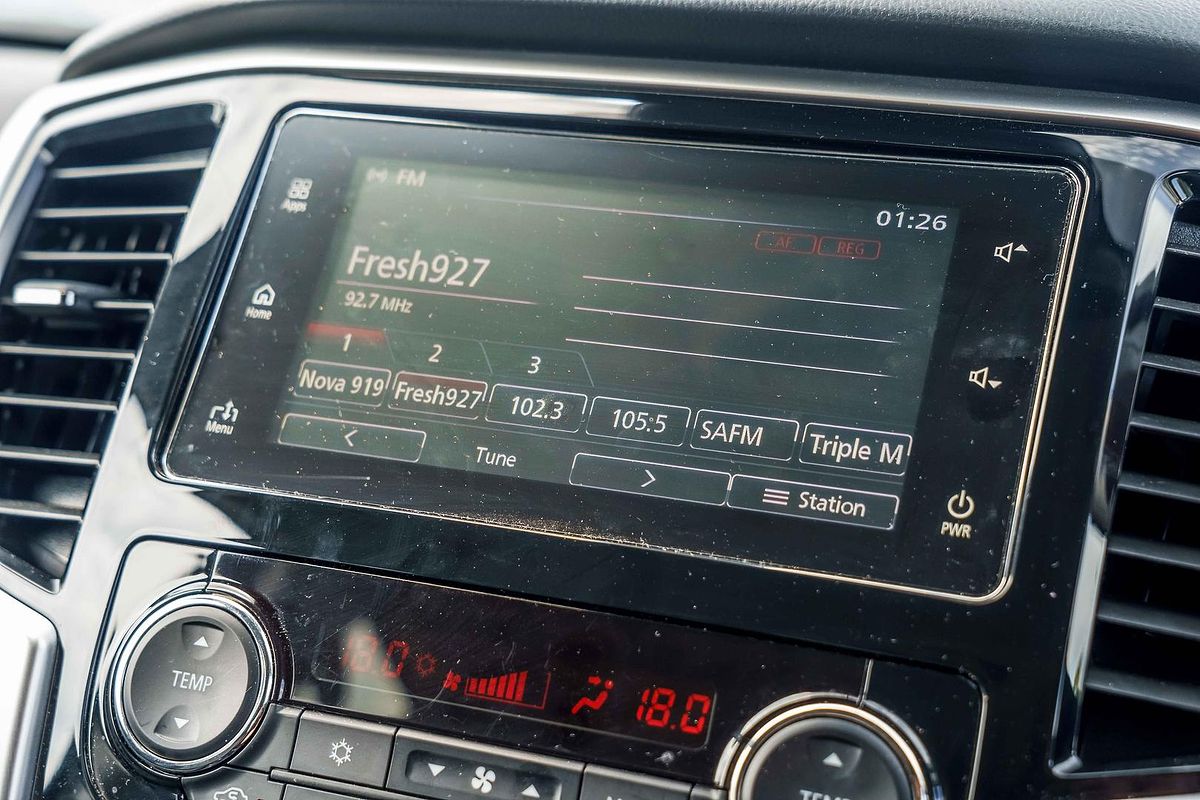 FM
01:26
AF REG
Apps
Fresh927
92.7 MHz
Home
1 2 3
Nova 919 Fresh927 102.3 105.5 SAFM Triple M
Menu
< Tune > Station
PWR
18.0 18.0
TEMP
TEMP